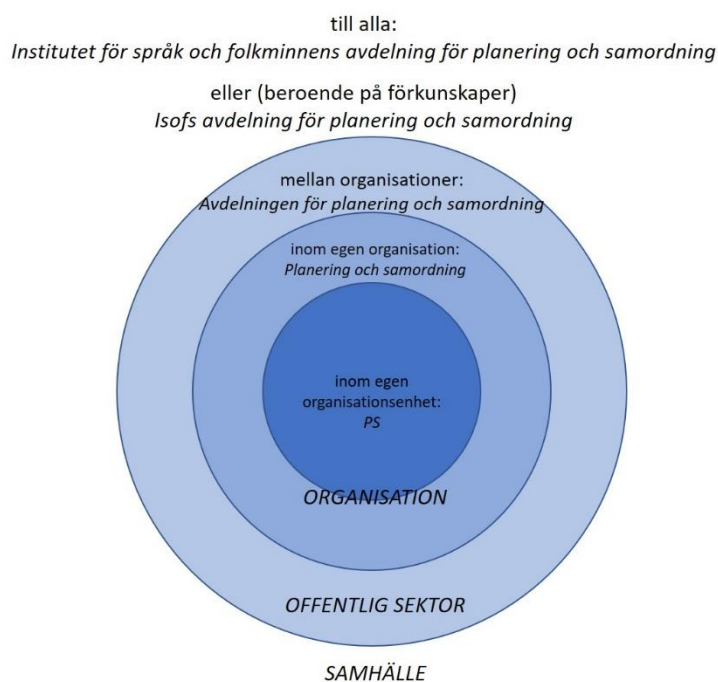 till alla:
Institutet för språk och folkminnens avdelning för planering och samordning
eller (beroende på förkunskaper)
Isofs avdelning för planering och samordning
mellan organisationer:
Avdelningen för planering och samordning
inom egen organisation:
Planering och samordning
inom egen
organisationsenhet:
PS
ORGANISATION
OFFENTLIG SEKTOR
SAMHÄLLE